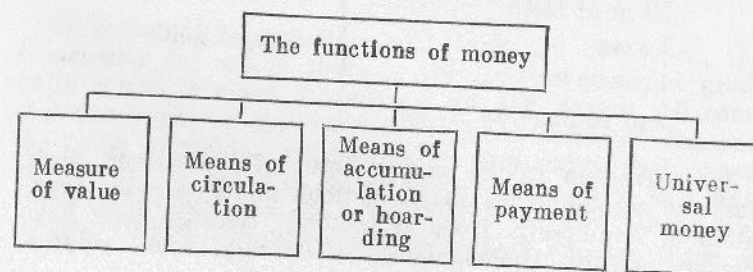 The functions of money
Measure
of value
Means of
circula-
tion
Means of
accumu-
lation
or hoar-
ding
Means of
payment
Univer-
sal
money